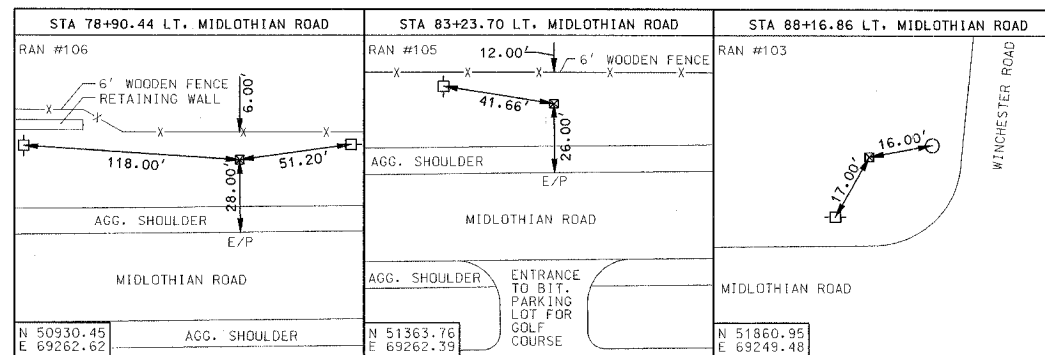 STA 78+90.44 LT. MIDLOTHIAN ROAD
RAN #106
6' WOODEN FENCE
RETAINING WALL
6.00'
118.00'
51.20'
28.00'
AGG. SHOULDER
E/P
MIDLOTHIAN ROAD
N 50930.45
E 69262.62
AGG. SHOULDER
STA 83+23.70 LT. MIDLOTHIAN ROAD
RAN #105
12.00'
6' WOODEN FENCE
41.66'
26.00'
AGG. SHOULDER
E/P
MIDLOTHIAN ROAD
AGG. SHOULDER
ENTRANCE
TO BIT.
PARKING
LOT FOR
GOLF
COURSE
N 51363.76
E 69262.39
STA 88+16.86 LT. MIDLOTHIAN ROAD
RAN #103
WINCHESTER ROAD
16.00'
17.00'
MIDLOTHIAN ROAD
N 51860.95
E 69249.48